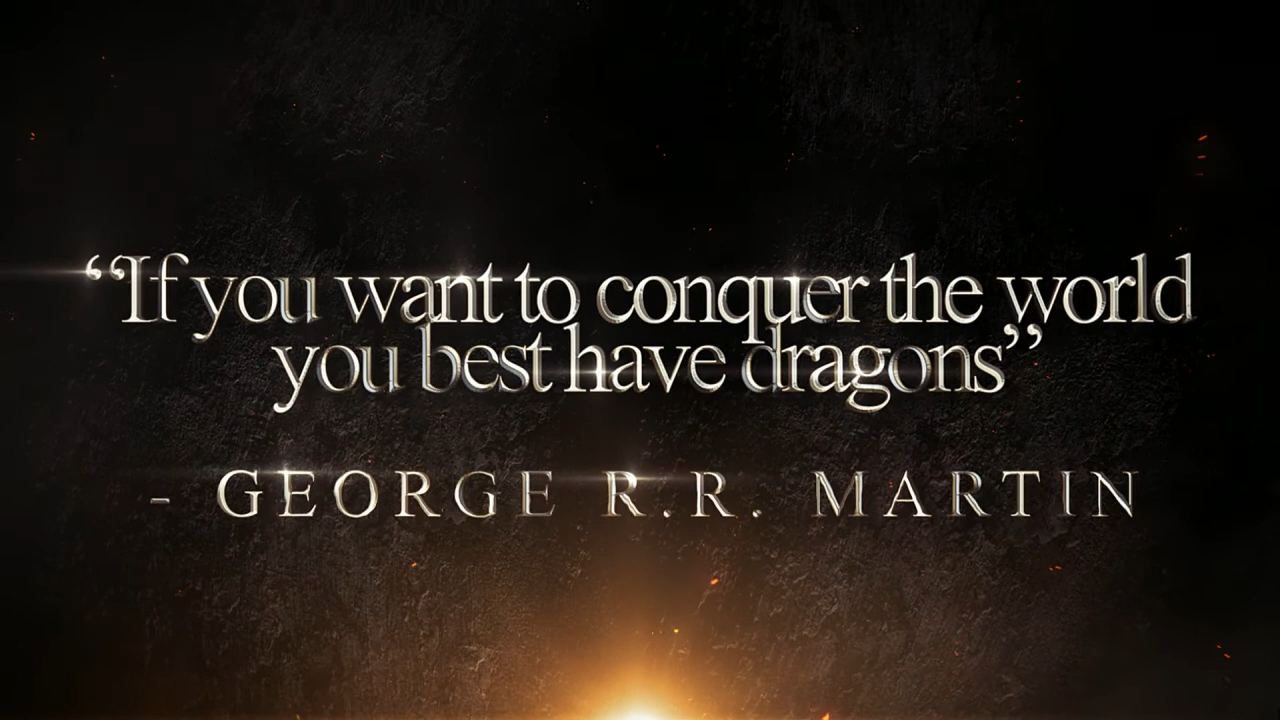 “If you want to conquer the world
you best have dragons”
- GEORGE R.R. MARTIN